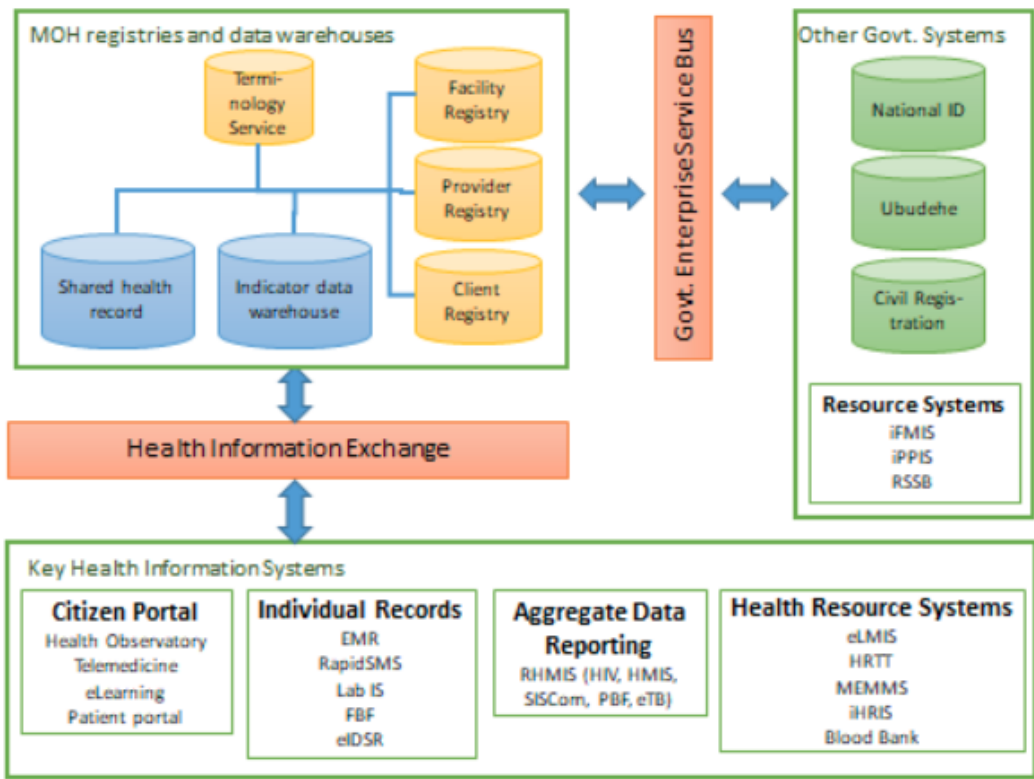 MOH registries and data warehouses
Termi-
nology
Service
Facility
Registry
Provider
Registry
Client
Registry
Shared health
record
Indicator data
warehouse
Govt. EnterpriseServiceBus
Other Govt. Systems
National ID
Ubudehe
Civil Regis-
tration
Resource Systems
iFMIS
iPPIS
RSSB
Health Information Exchange
Key Health Information Systems
Citizen Portal
Health Observatory
Telemedicine
eLearning
Patient portal
Individual Records
EMR
RapidSMS
Lab IS
FBF
eIDSR
Aggregate Data
Reporting
RHMIS (HIV, HMIS,
SISCom, PBF, eTB)
Health Resource Systems
eLMIS
HRTT
MEMMS
iHRIS
Blood Bank